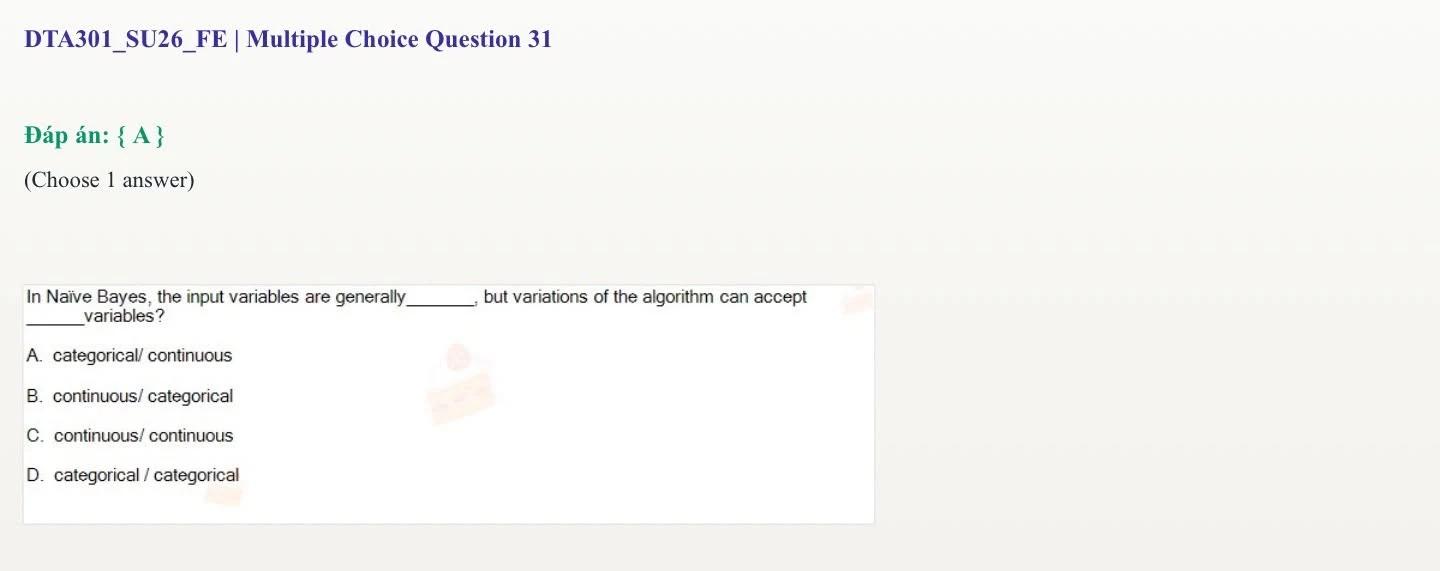 DTA301_SU26_FE | Multiple Choice Question 31
Đáp án: { A }
(Choose 1 answer)
In Naïve Bayes, the input variables are generally_______, but variations of the algorithm can accept
______variables?
A. categorical/ continuous
B. continuous/ categorical
C. continuous/ continuous
D. categorical / categorical